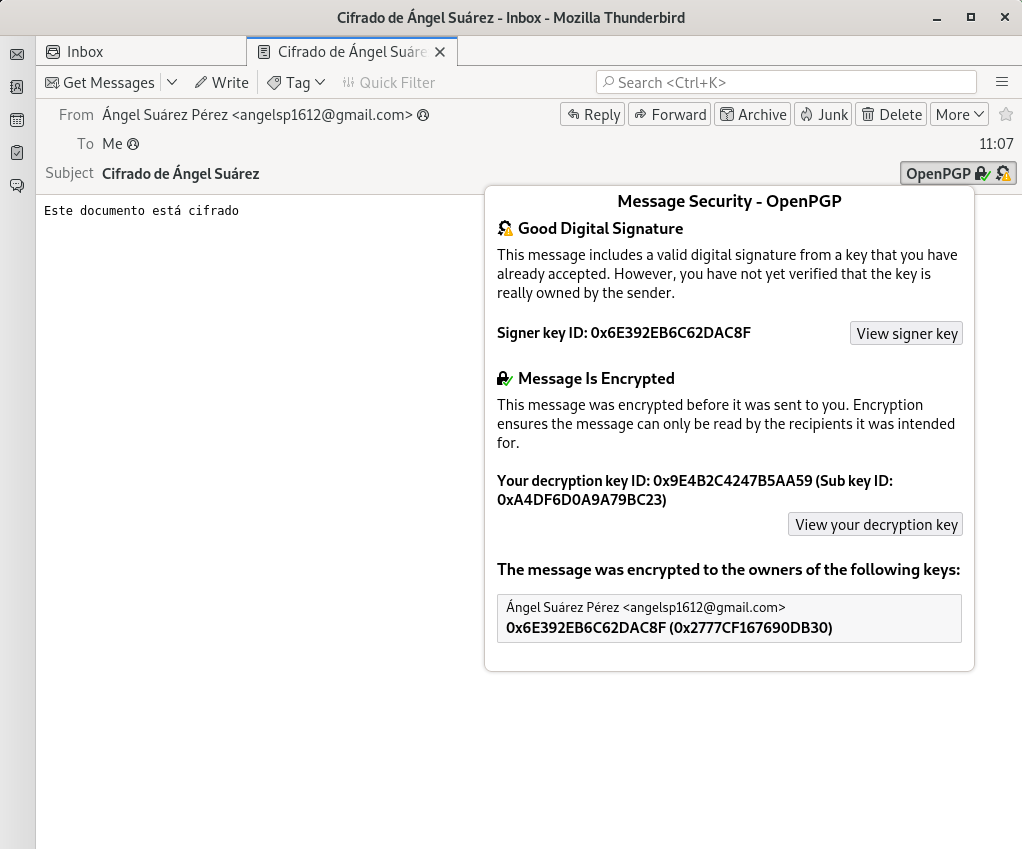 Cifrado de Ángel Suárez - Inbox - Mozilla Thunderbird
Inbox
Cifrado de Ángel Suáre
Get Messages
Write
Tag
Quick Filter
Search <Ctrl+K>
From Ángel Suárez Pérez <angelsp1612@gmail.com>
Reply
Forward
Archive
Junk
Delete
More
To Me
11:07
Subject Cifrado de Ángel Suárez
OpenPGP
Este documento está cifrado
Message Security - OpenPGP
Good Digital Signature
This message includes a valid digital signature from a key that you have
already accepted. However, you have not yet verified that the key is
really owned by the sender.
Signer key ID: 0x6E392EB6C62DAC8F
View signer key
Message Is Encrypted
This message was encrypted before it was sent to you. Encryption
ensures the message can only be read by the recipients it was intended
for.
Your decryption key ID: 0x9E4B2C4247B5AA59 (Sub key ID:
0xA4DF6D0A9A79BC23)
View your decryption key
The message was encrypted to the owners of the following keys:
Ángel Suárez Pérez <angelsp1612@gmail.com>
0x6E392EB6C62DAC8F (0x2777CF167690DB30)